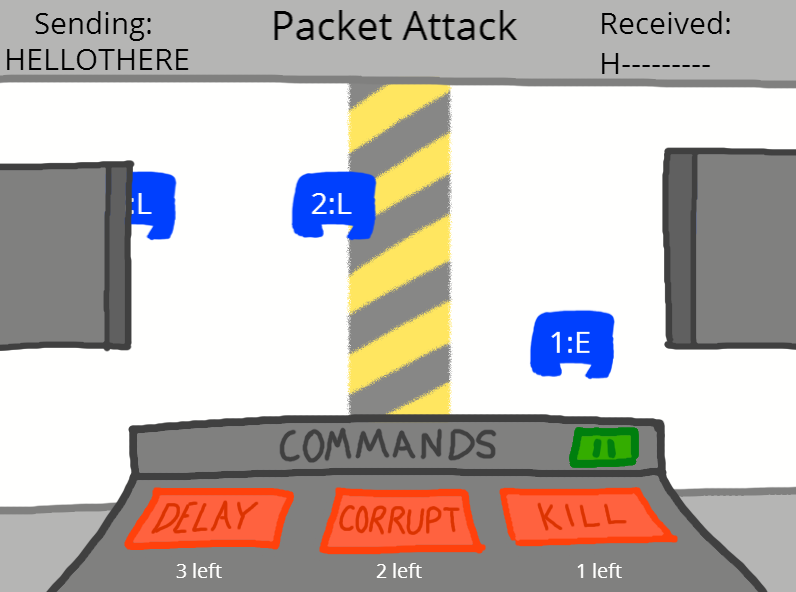 Sending:
HELLOTHERE
Packet Attack
Received:
H---------
:L
2:L
1:E
COMMANDS
DELAY
CORRUPT
KILL
3 left
2 left
1 left